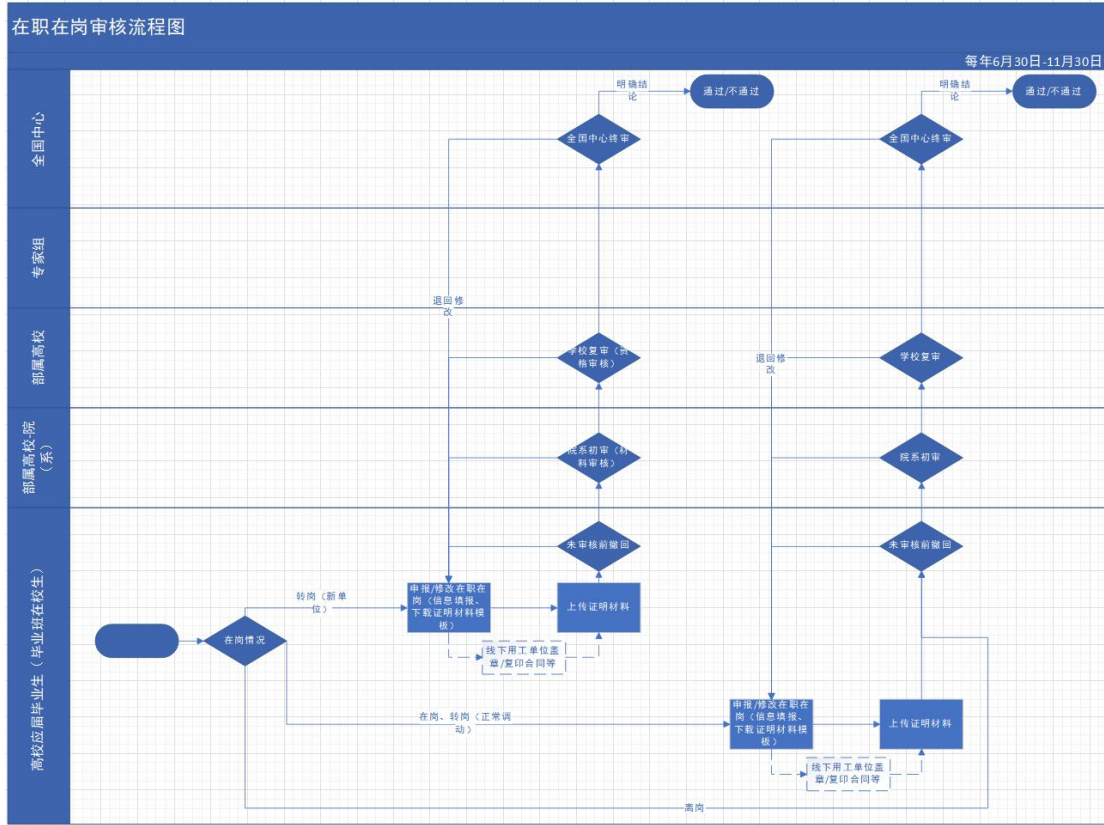 在职在岗审核流程图
每年6月30日-11月30日
全国中心
明确结
论
通过/不通过
明确结
论
通过/不通过
全国中心终审
全国中心终审
专家组
退回修
改
部属高校
学校复审（资
格审核）
退回修
改
学校复审
部属高校-院
（系）
院系初审（材
料审核）
院系初审
高校应届毕业生（毕业班在校生）
未审核前撤回
未审核前撤回
转岗（新单
位）
申报/修改在职在
岗（信息填报、
下载证明材料模
板）
上传证明材料
在岗情况
线下用工单位盖
章/复印合同等
在岗、转岗（正常调
动）
申报/修改在职在
岗（信息填报、
下载证明材料模
板）
上传证明材料
线下用工单位盖
章/复印合同等
离岗